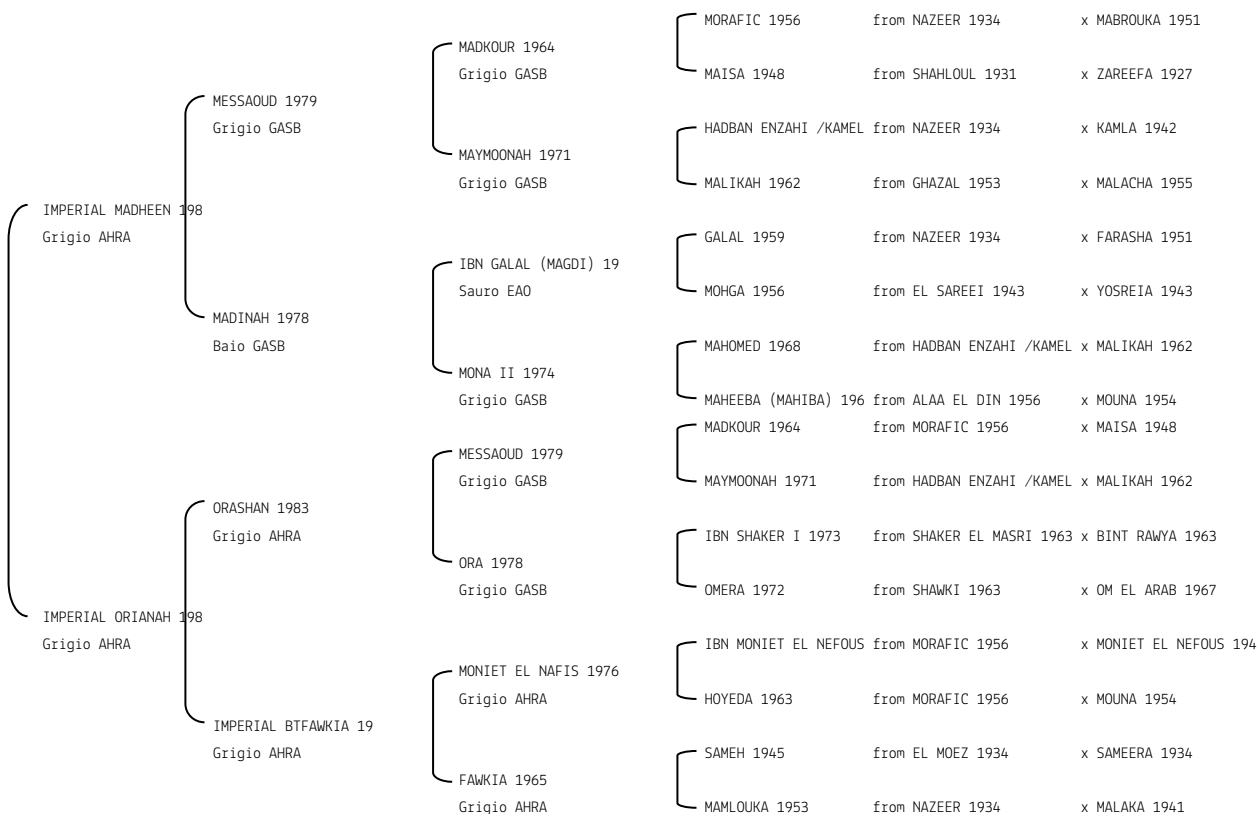 MORAFIC 1956 from NAZEER 1934 x MABROUKA 1951
MADKOUR 1964
Grigio GASB
MAISA 1948 from SHAHLOUL 1931 x ZAREEFA 1927
MESSAOUD 1979
Grigio GASB
HADBAN ENZAHI /KAMEL from NAZEER 1934 x KAMLA 1942
MAYMOONAH 1971
Grigio GASB
MALIKAH 1962 from GHAZAL 1953 x MALACHA 1955
IMPERIAL MADHEEN 198
Grigio AHRA
GALAL 1959 from NAZEER 1934 x FARASHA 1951
IBN GALAL (MAGDI) 19
Sauro EAO
MOHGA 1956 from EL SAREEI 1943 x YOSREIA 1943
MADINAH 1978
Baio GASB
MAHOMED 1968 from HADBAN ENZAHI /KAMEL x MALIKAH 1962
MONA II 1974
Grigio GASB
MAHEEBA (MAHIBA) 196 from ALAA EL DIN 1956 x MOUNA 1954
MADKOUR 1964 from MORAFIC 1956 x MAISA 1948
MESSAOUD 1979
Grigio GASB
MAYMOONAH 1971 from HADBAN ENZAHI /KAMEL x MALIKAH 1962
ORASHAN 1983
Grigio AHRA
IBN SHAKER I 1973 from SHAKER EL MASRI 1963 x BINT RAWYA 1963
ORA 1978
Grigio GASB
OMERA 1972 from SHAWKI 1963 x OM EL ARAB 1967
IMPERIAL ORIANAH 198
Grigio AHRA
IBN MONIET EL NEFOUS from MORAFIC 1956 x MONIET EL NEFOUS 194
MONIET EL NAFIS 1976
Grigio AHRA
HOYEDA 1963 from MORAFIC 1956 x MOUNA 1954
IMPERIAL BTFAWKIA 19
Grigio AHRA
SAMEH 1945 from EL MOEZ 1934 x SAMEERA 1934
FAWKIA 1965
Grigio AHRA
MAMLOUKA 1953 from NAZEER 1934 x MALAKA 1941